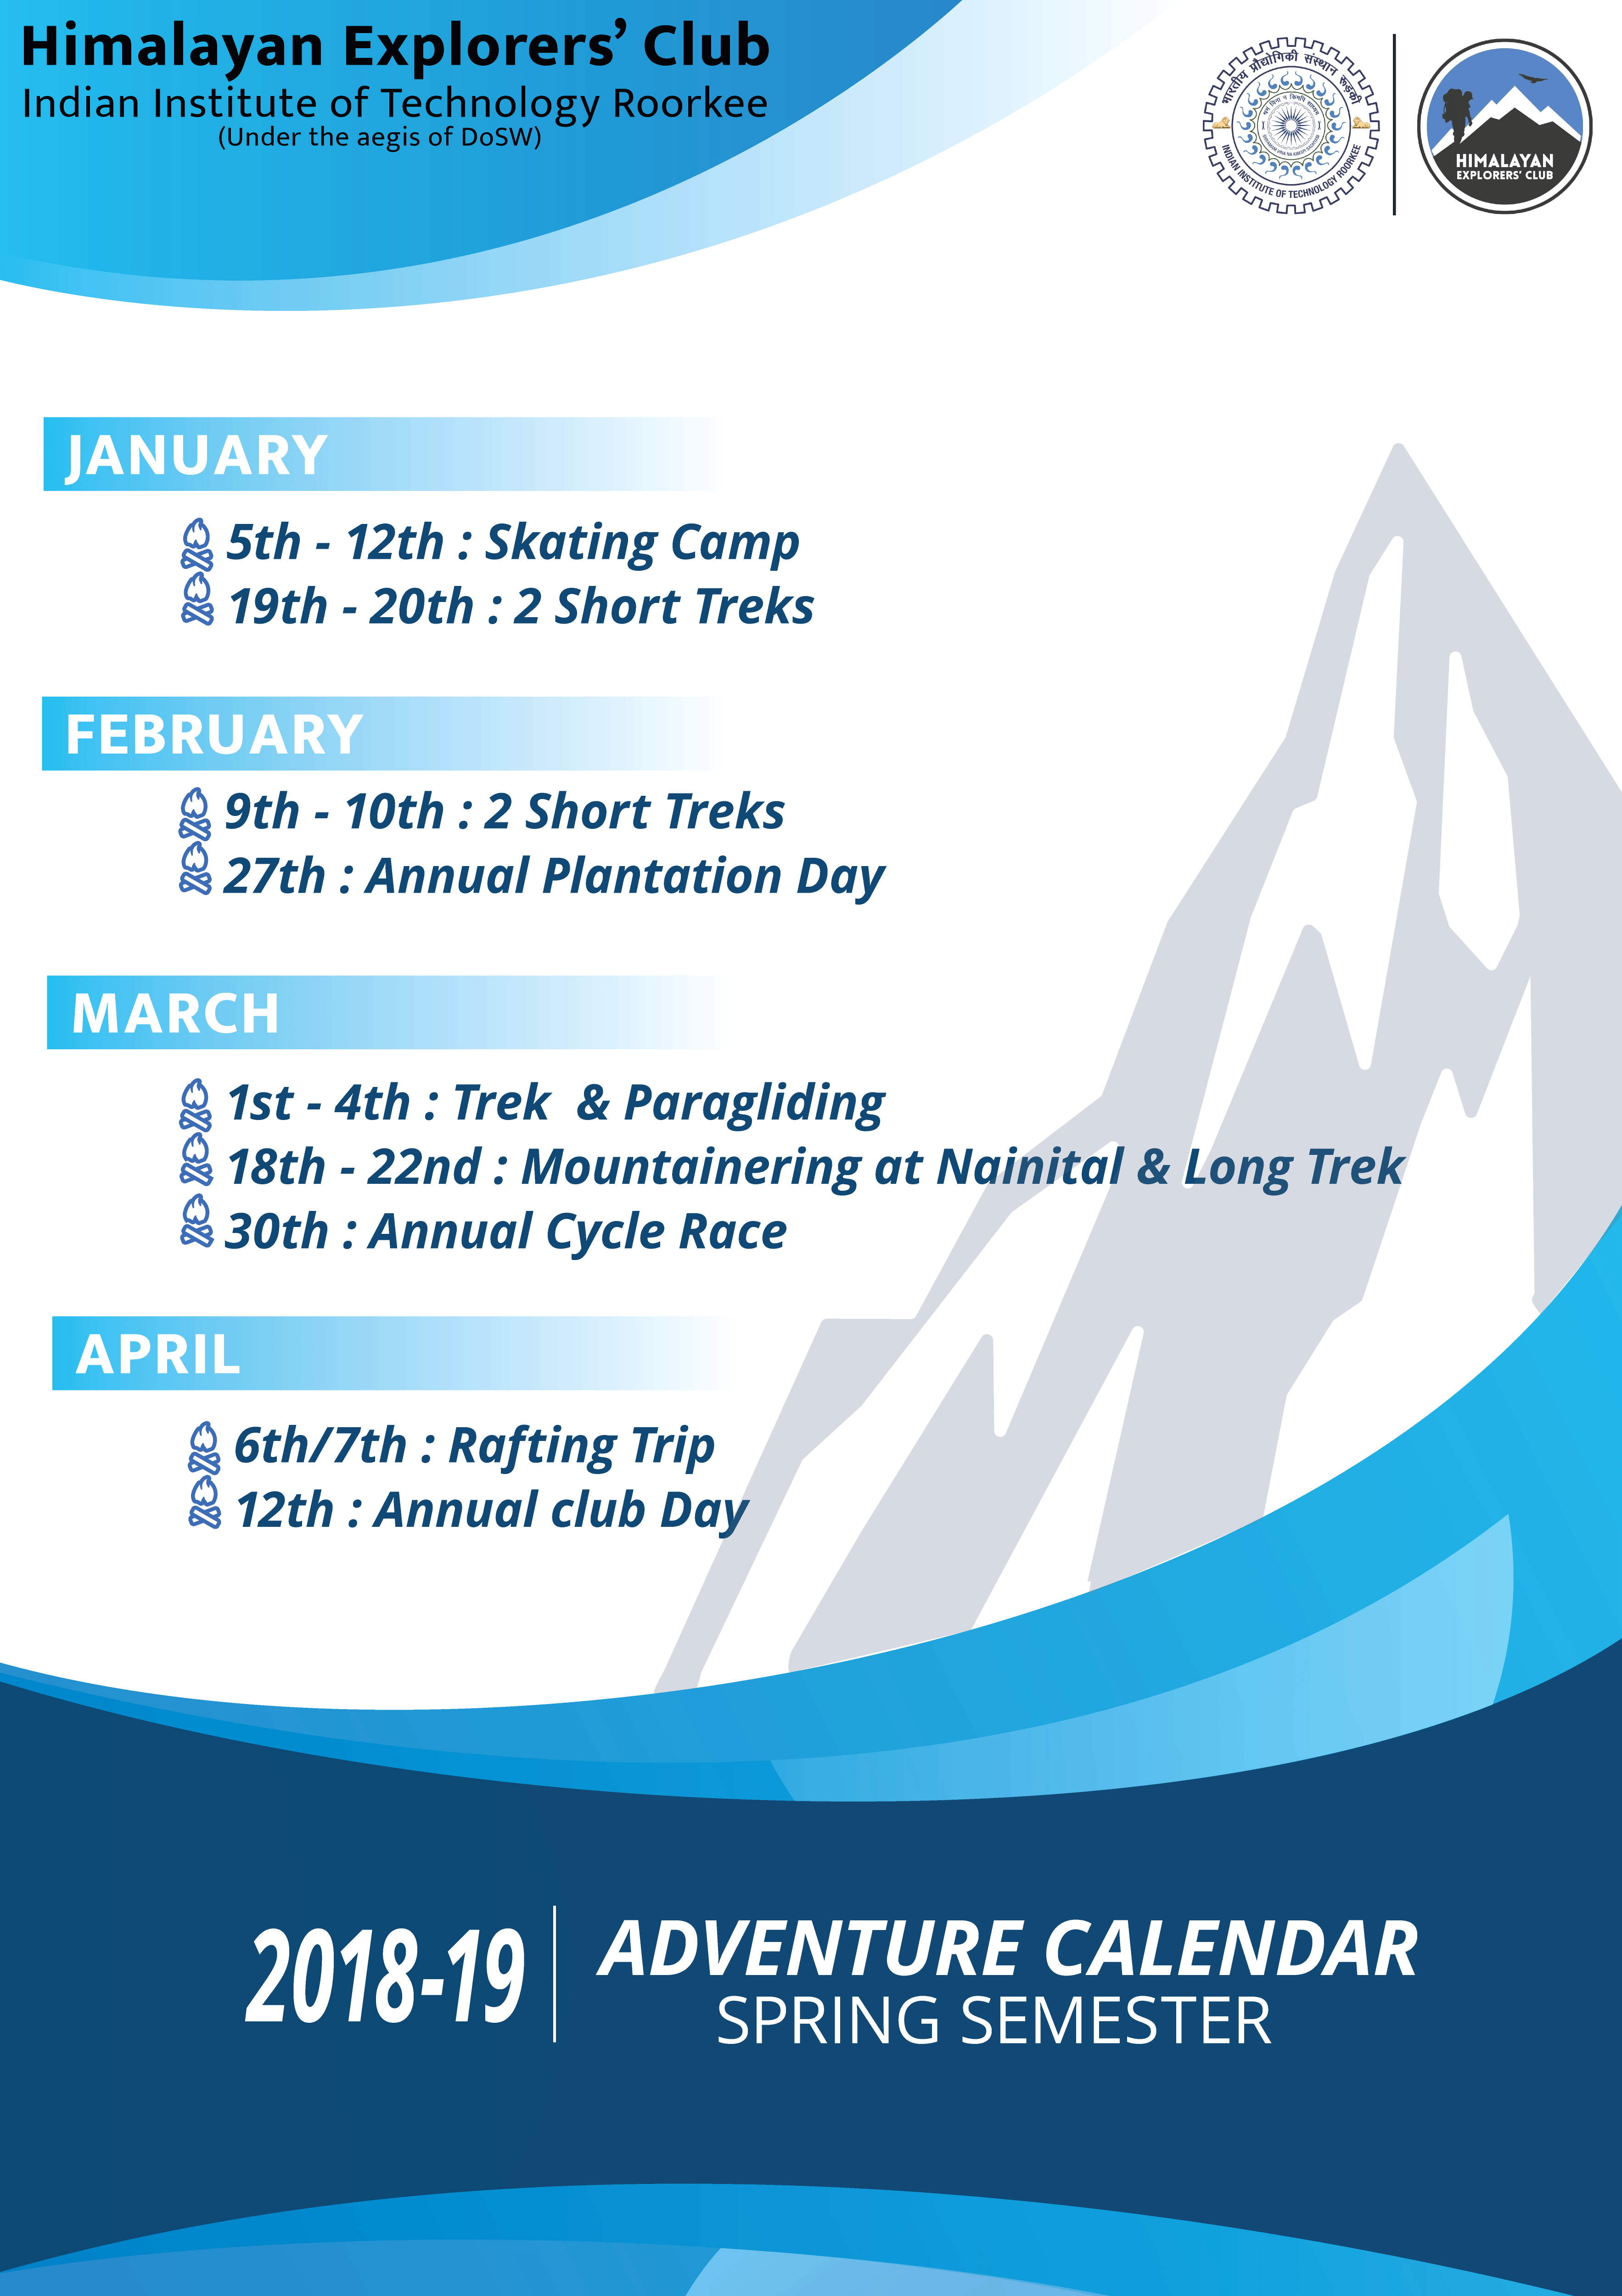 Himalayan Explorers’ Club
Indian Institute of Technology Roorkee
(Under the aegis of DoSW)
भारतीय प्रौद्योगिकी संस्थान रूड़की
INDIAN INSTITUTE OF TECHNOLOGY ROORKEE
HIMALAYAN
EXPLORERS' CLUB
JANUARY
5th - 12th : Skating Camp
19th - 20th : 2 Short Treks
FEBRUARY
9th - 10th : 2 Short Treks
27th : Annual Plantation Day
MARCH
1st - 4th : Trek & Paragliding
18th - 22nd : Mountainering at Nainital & Long Trek
30th : Annual Cycle Race
APRIL
6th/7th : Rafting Trip
12th : Annual club Day
2018-19
ADVENTURE CALENDAR
SPRING SEMESTER